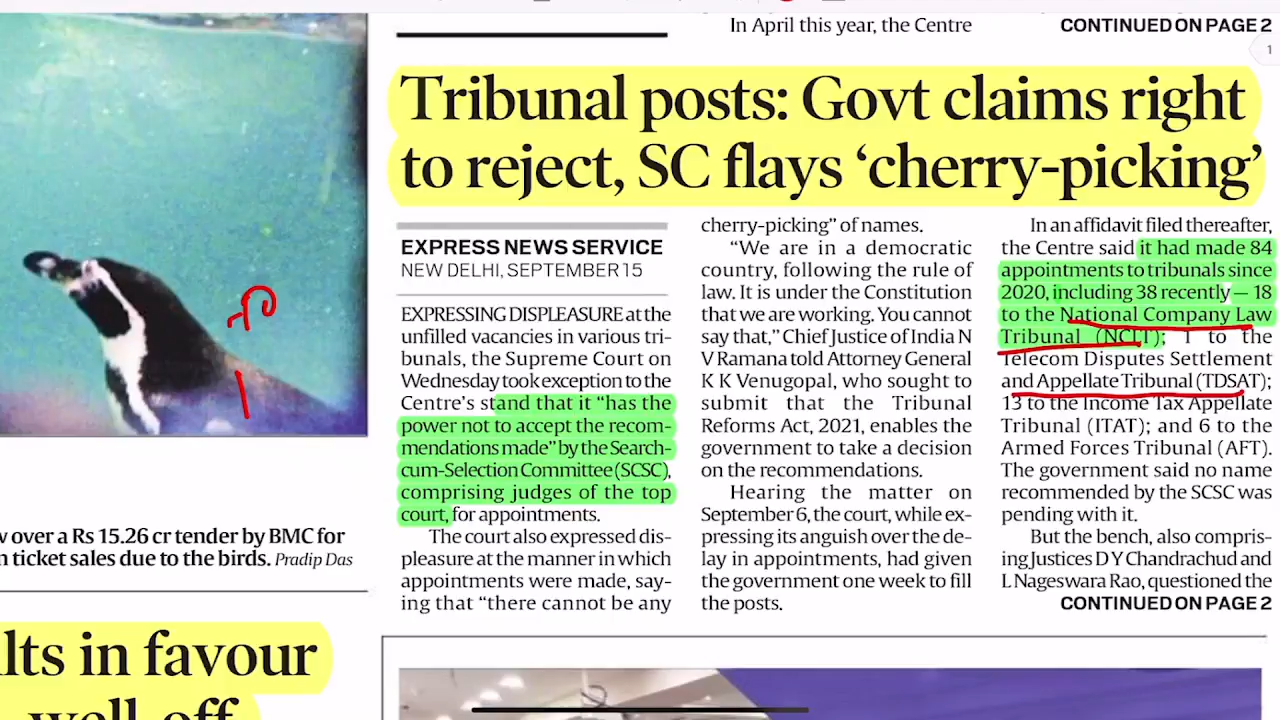 In April this year, the Centre
CONTINUED ON PAGE 2
1
Tribunal posts: Govt claims right
to reject, SC flays ‘cherry-picking’
EXPRESS NEWS SERVICE
NEW DELHI, SEPTEMBER 15
EXPRESSING DISPLEASURE at the
unfilled vacancies in various tri-
bunals, the Supreme Court on
Wednesday took exception to the
Centre's stand that it “has the
power not to accept the recom-
mendations made” by the Search-
cum-Selection Committee (SCSC),
comprising judges of the top
court, for appointments.
The court also expressed dis-
pleasure at the manner in which
appointments were made, say-
ing that “there cannot be any
cherry-picking” of names.
“We are in a democratic
country, following the rule of
law. It is under the Constitution
that we are working. You cannot
say that,” Chief Justice of India N
V Ramana told Attorney General
K K Venugopal, who sought to
submit that the Tribunal
Reforms Act, 2021, enables the
government to take a decision
on the recommendations.
Hearing the matter on
September 6, the court, while ex-
pressing its anguish over the de-
lay in appointments, had given
the government one week to fill
the posts.
In an affidavit filed thereafter,
the Centre said it had made 84
appointments to tribunals since
2020, including 38 recently — 18
to the National Company Law
Tribunal (NCLT); 1 to the
Telecom Disputes Settlement
and Appellate Tribunal (TDSAT);
13 to the Income Tax Appellate
Tribunal (ITAT); and 6 to the
Armed Forces Tribunal (AFT).
The government said no name
recommended by the SCSC was
pending with it.
But the bench, also compris-
ing Justices D Y Chandrachud and
L Nageswara Rao, questioned the
CONTINUED ON PAGE 2
w over a Rs 15.26 cr tender by BMC for
n ticket sales due to the birds. Pradip Das
lts in favour
well-off